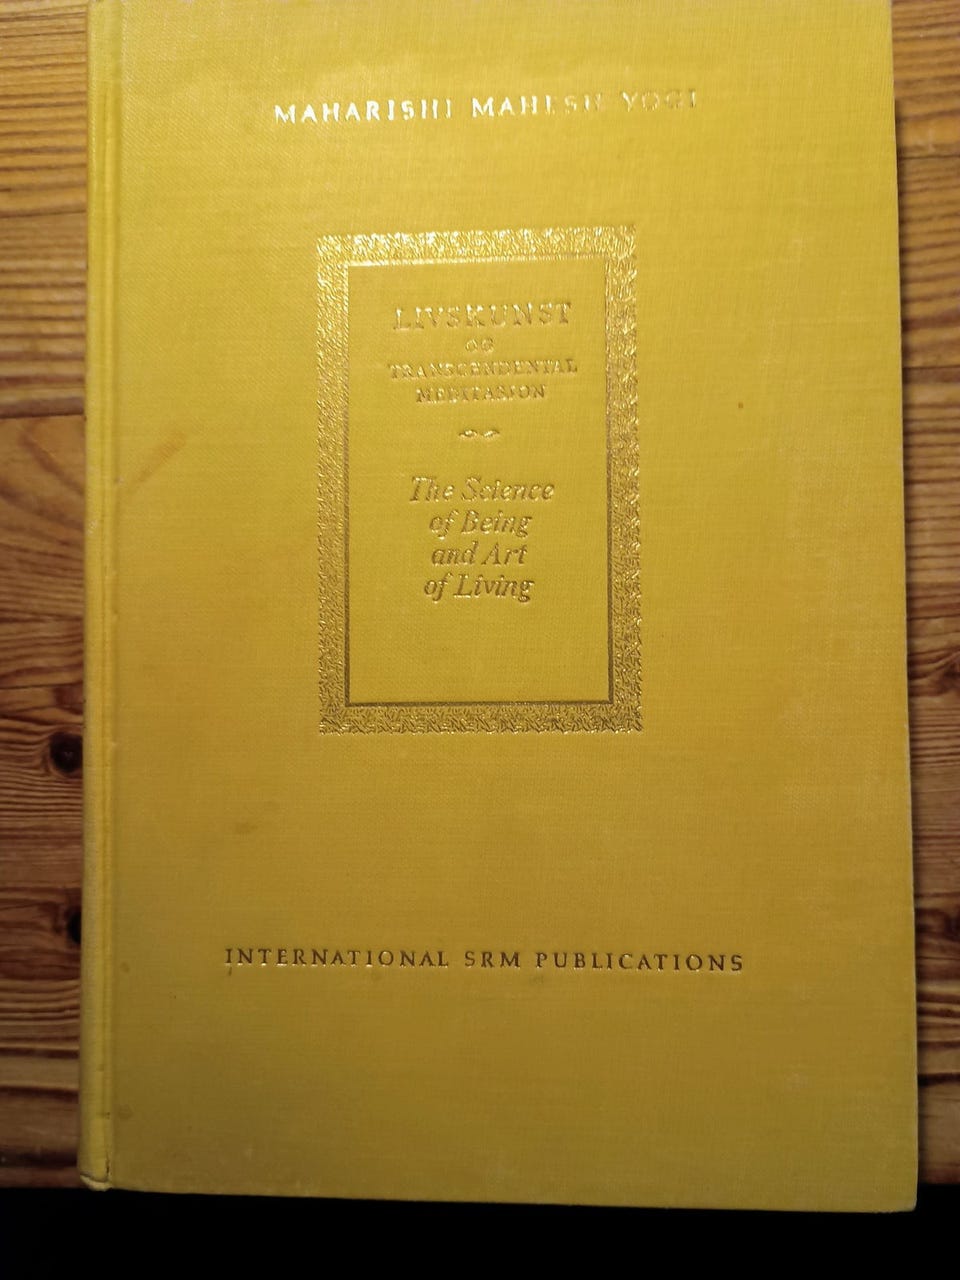 MAHARISHI MAHESH YOGI
LIVSKUNST
OG
TRANSCENDENTAL
MEDITASJON
The Science
of Being
and Art
of Living
INTERNATIONAL SRM PUBLICATIONS